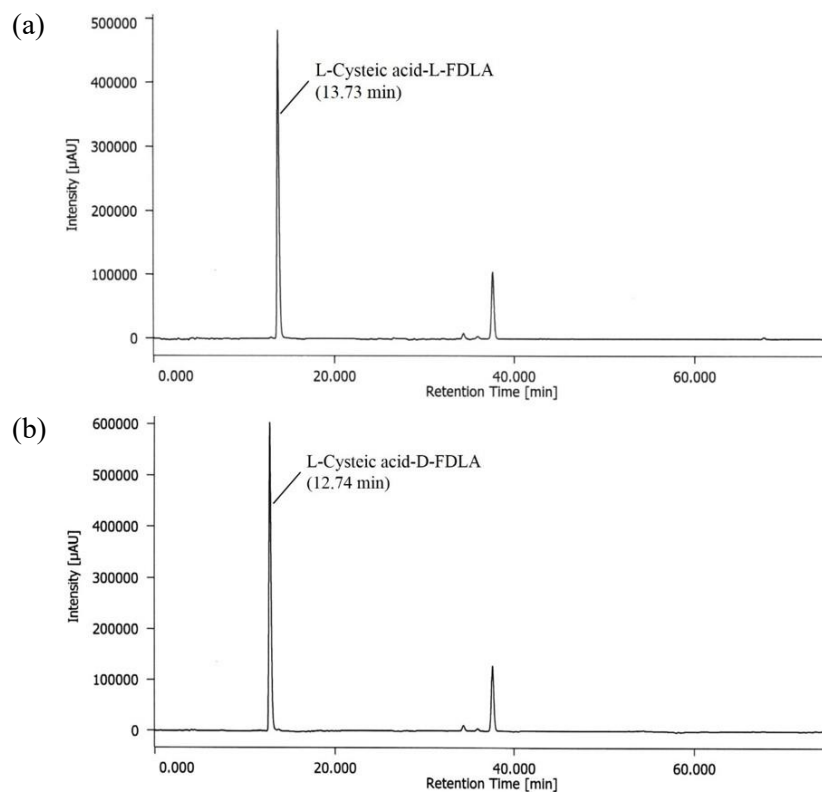 (a)
500000
400000
300000
200000
100000
0
Intensity [µAU]
L-Cysteic acid-L-FDLA
(13.73 min)
0.000 20.000 40.000 60.000
Retention Time [min]
(b)
600000
500000
400000
300000
200000
100000
0
Intensity [µAU]
L-Cysteic acid-D-FDLA
(12.74 min)
0.000 20.000 40.000 60.000
Retention Time [min]